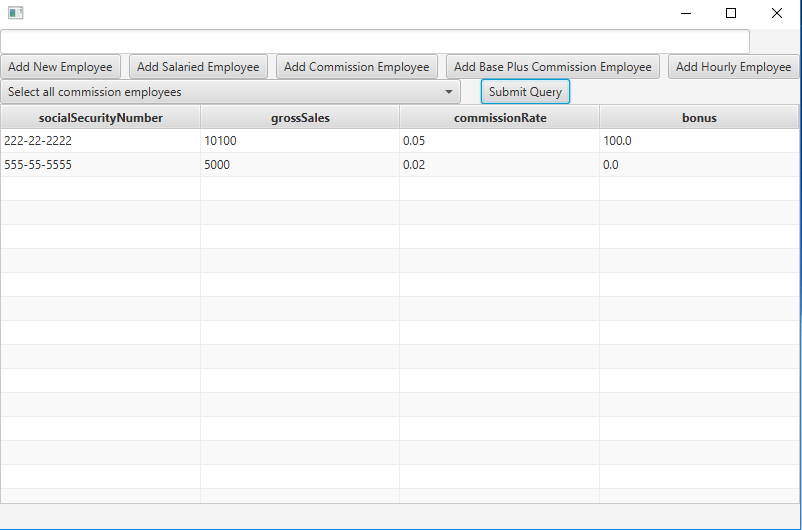 Add New Employee Add Salaried Employee Add Commission Employee Add Base Plus Commission Employee Add Hourly Employee
Select all commission employees Submit Query
socialSecurityNumber grossSales commissionRate bonus
222-22-2222 10100 0.05 100.0
555-55-5555 5000 0.02 0.0